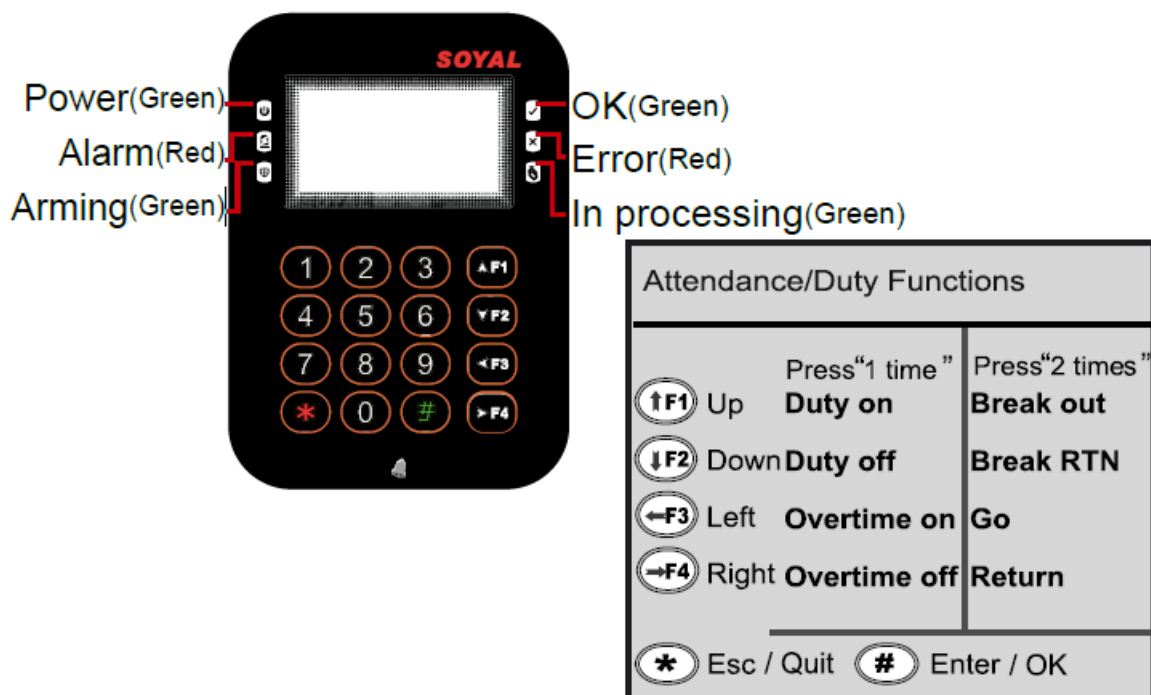 SOYAL
Power(Green)
Alarm(Red)
Arming(Green)
OK(Green)
Error(Red)
In processing(Green)
1 2 3 F1
4 5 6 F2
7 8 9 F3
* 0 # F4
Attendance/Duty Functions
Press“1 time” Press“2 times”
↑F1 Up Duty on Break out
↓F2 Down Duty off Break RTN
←F3 Left Overtime on Go
→F4 Right Overtime off Return
* Esc / Quit # Enter / OK